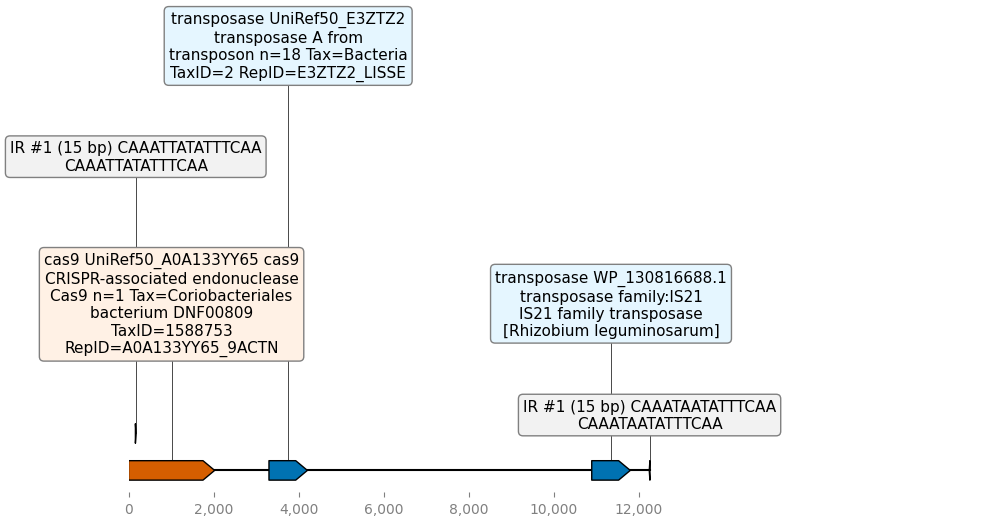 transposase UniRef50_E3ZTZ2
transposase A from
transposon n=18 Tax=Bacteria
TaxID=2 RepID=E3ZTZ2_LISSE
IR #1 (15 bp) CAAATTATATTTCAA
CAAATTATATTTCAA
cas9 UniRef50_A0A133YY65 cas9
CRISPR-associated endonuclease
Cas9 n=1 Tax=Coriobacteriales
bacterium DNF00809
TaxID=1588753
RepID=A0A133YY65_9ACTN
transposase WP_130816688.1
transposase family:IS21
IS21 family transposase
[Rhizobium leguminosarum]
IR #1 (15 bp) CAAATAATATTTCAA
CAAATAATATTTCAA
0 2,000 4,000 6,000 8,000 10,000 12,000